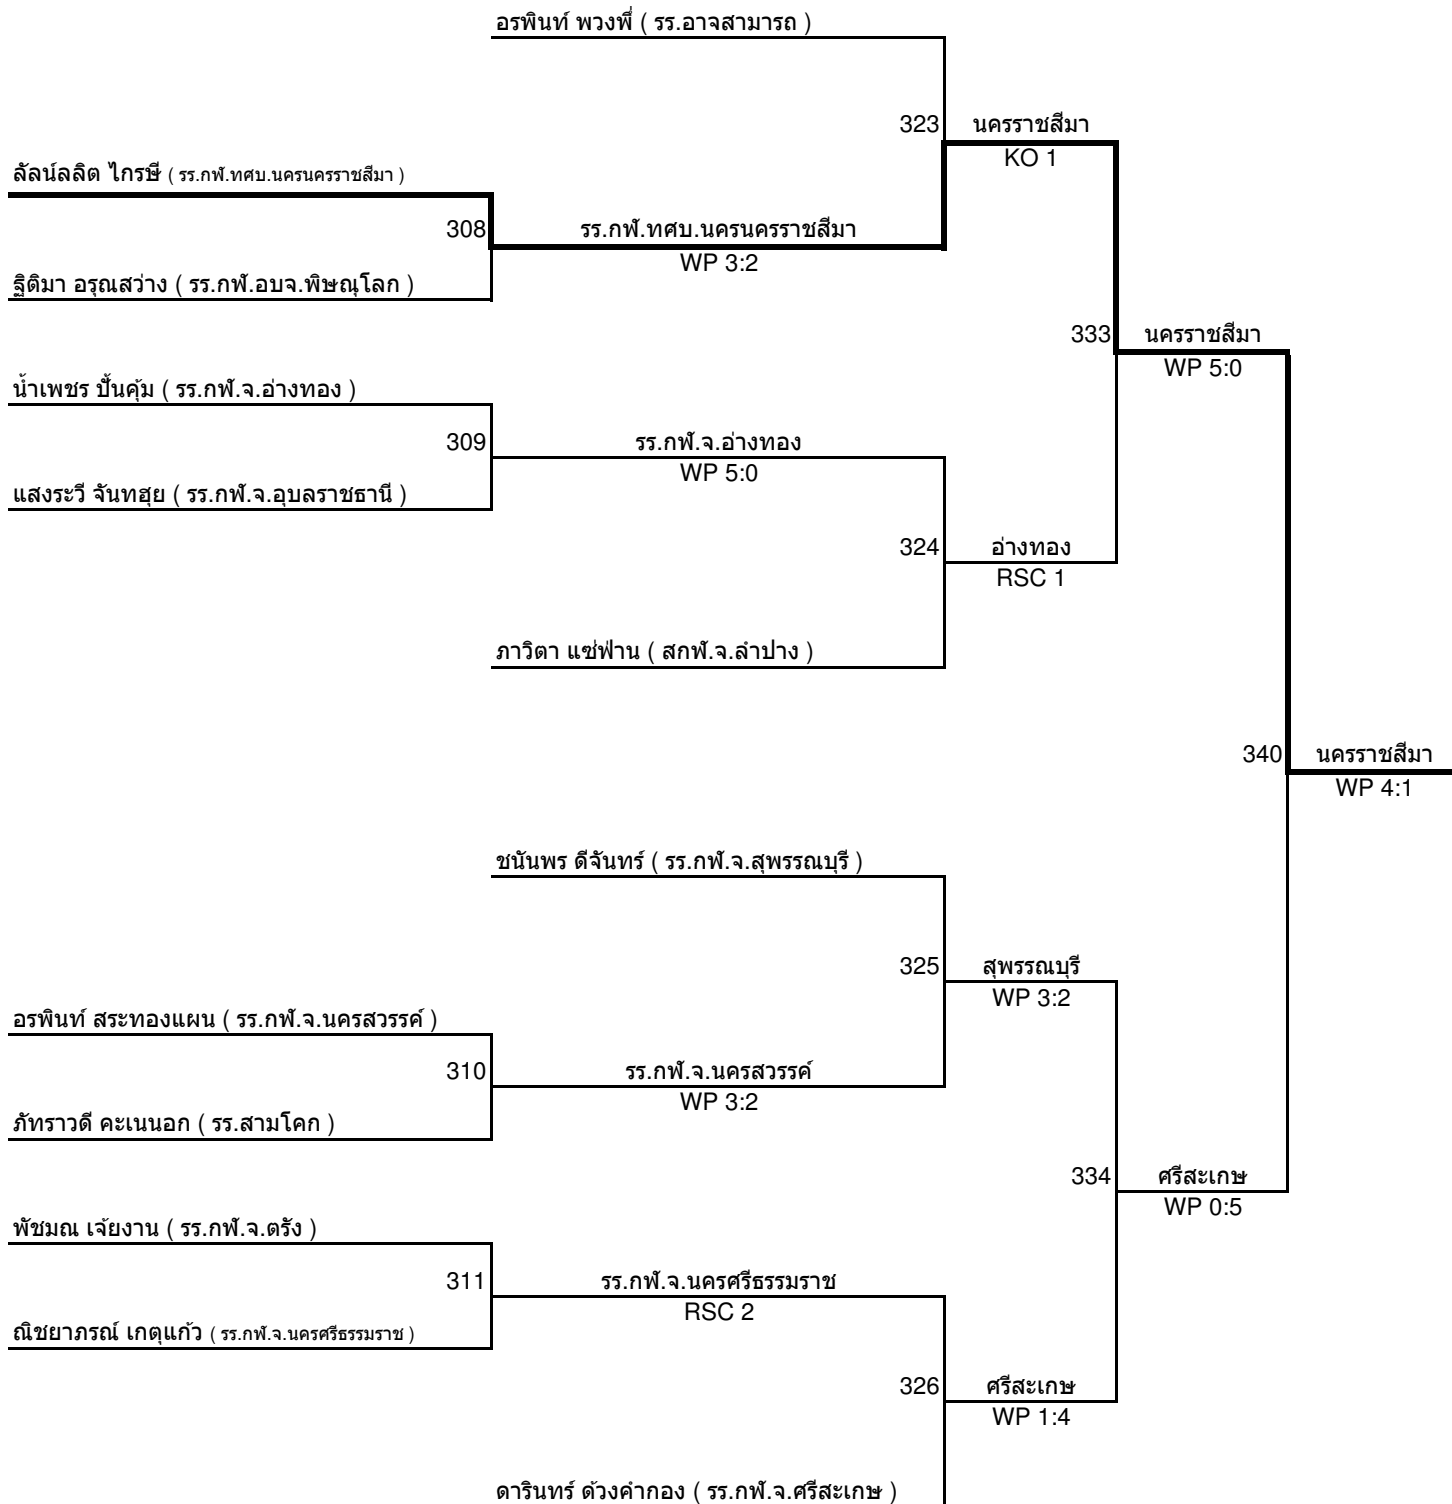 อรพินท์ พวงพี่ ( รร.อาจสามารถ )
323 นครราชสีมา
KO 1
ลัลน์ลลิต ไกรษี ( รร.กฬ.ทศบ.นครนครราชสีมา )
308 รร.กฬ.ทศบ.นครนครราชสีมา
WP 3:2
ฐิติมา อรุณสว่าง ( รร.กฬ.อบจ.พิษณุโลก )
333 นครราชสีมา
WP 5:0
น้ำเพชร ปั้นคุ้ม ( รร.กฬ.จ.อ่างทอง )
309 รร.กฬ.จ.อ่างทอง
WP 5:0
แสงระวี จันทฮุย ( รร.กฬ.จ.อุบลราชธานี )
324 อ่างทอง
RSC 1
ภาวิตา แซ่ฟ่าน ( สกฬ.จ.ลำปาง )
340 นครราชสีมา
WP 4:1
ชนันพร ดีจันทร์ ( รร.กฬ.จ.สุพรรณบุรี )
325 สุพรรณบุรี
WP 3:2
อรพินท์ สระทองแผน ( รร.กฬ.จ.นครสวรรค์ )
310 รร.กฬ.จ.นครสวรรค์
WP 3:2
ภัทราวดี คะเนนอก ( รร.สามโคก )
334 ศรีสะเกษ
WP 0:5
พัชมณ เจ้ยงาน ( รร.กฬ.จ.ตรัง )
311 รร.กฬ.จ.นครศรีธรรมราช
RSC 2
ณิชยาภรณ์ เกตุแก้ว ( รร.กฬ.จ.นครศรีธรรมราช )
326 ศรีสะเกษ
WP 1:4
ดารินทร์ ด้วงคำกอง ( รร.กฬ.จ.ศรีสะเกษ )